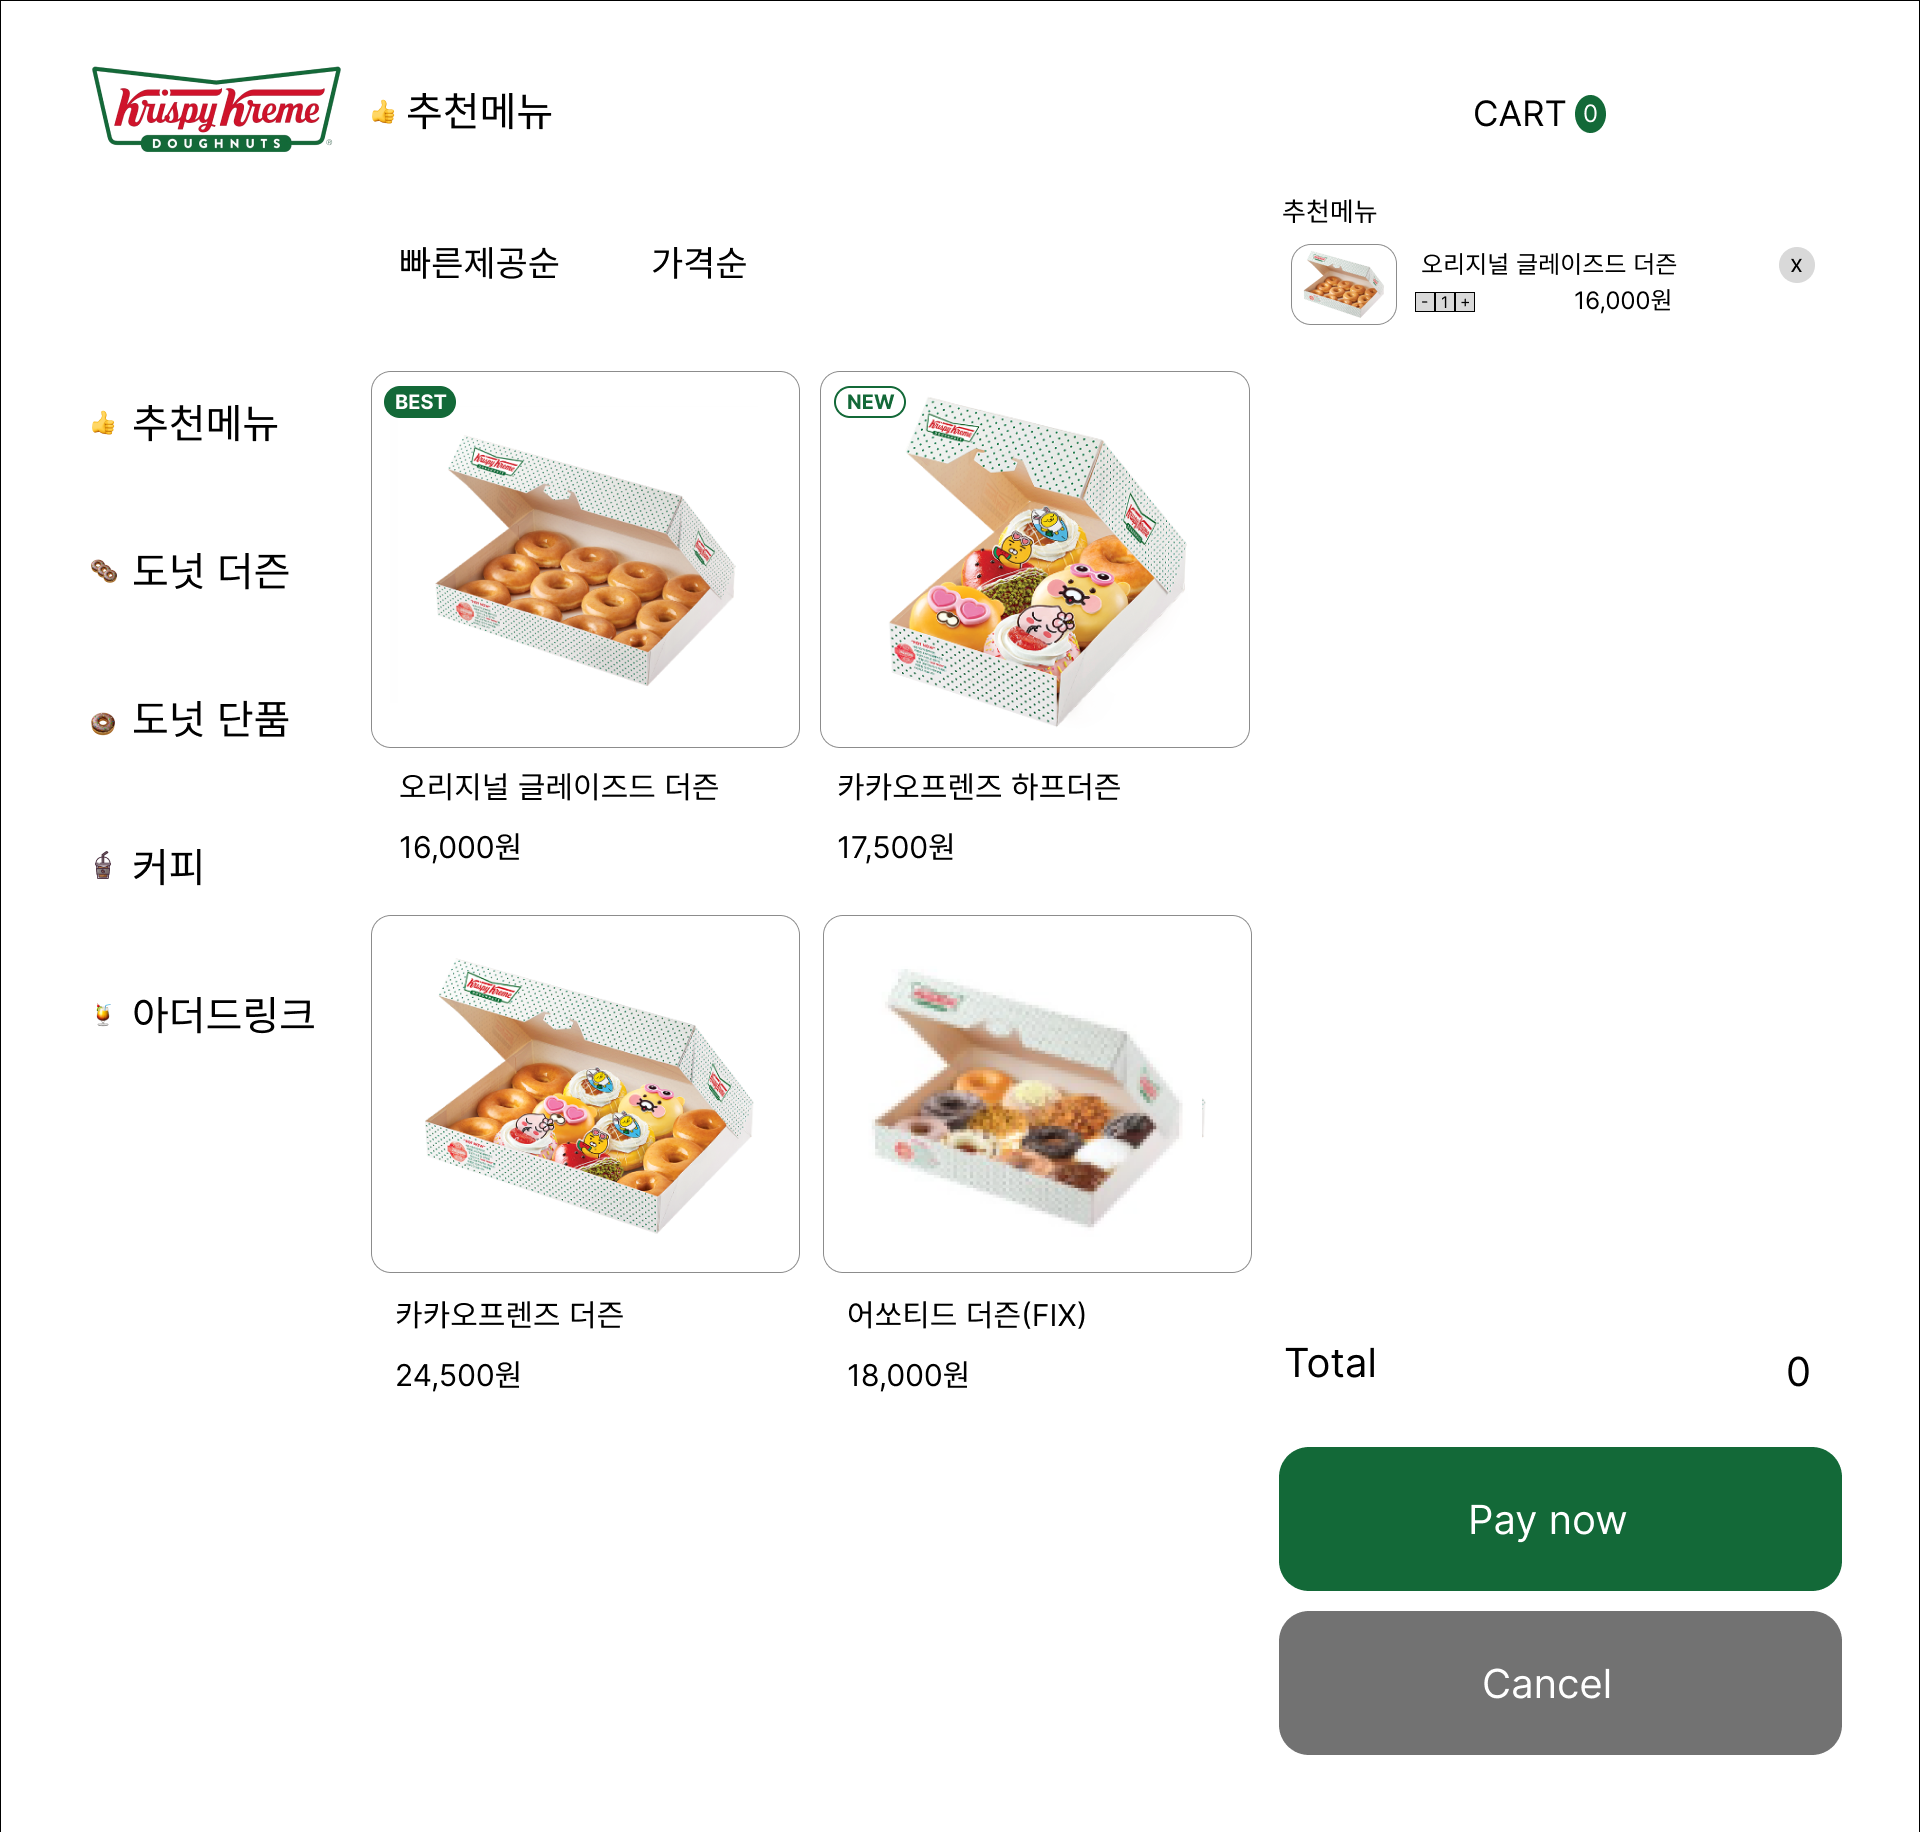 Krispy Kreme
DOUGHNUTS
®
👍 추천메뉴
CART 0
빠른제공순
가격순
👍 추천메뉴
도넛 더즌
도넛 단품
커피
아더드링크
BEST
Krispy Kreme
오리지널 글레이즈드 더즌
16,000원
NEW
Krispy Kreme
카카오프렌즈 하프더즌
17,500원
Krispy Kreme
카카오프렌즈 더즌
24,500원
어쏘티드 더즌(FIX)
18,000원
추천메뉴
오리지널 글레이즈드 더즌
X
- 1 +
16,000원
Total
0
Pay now
Cancel